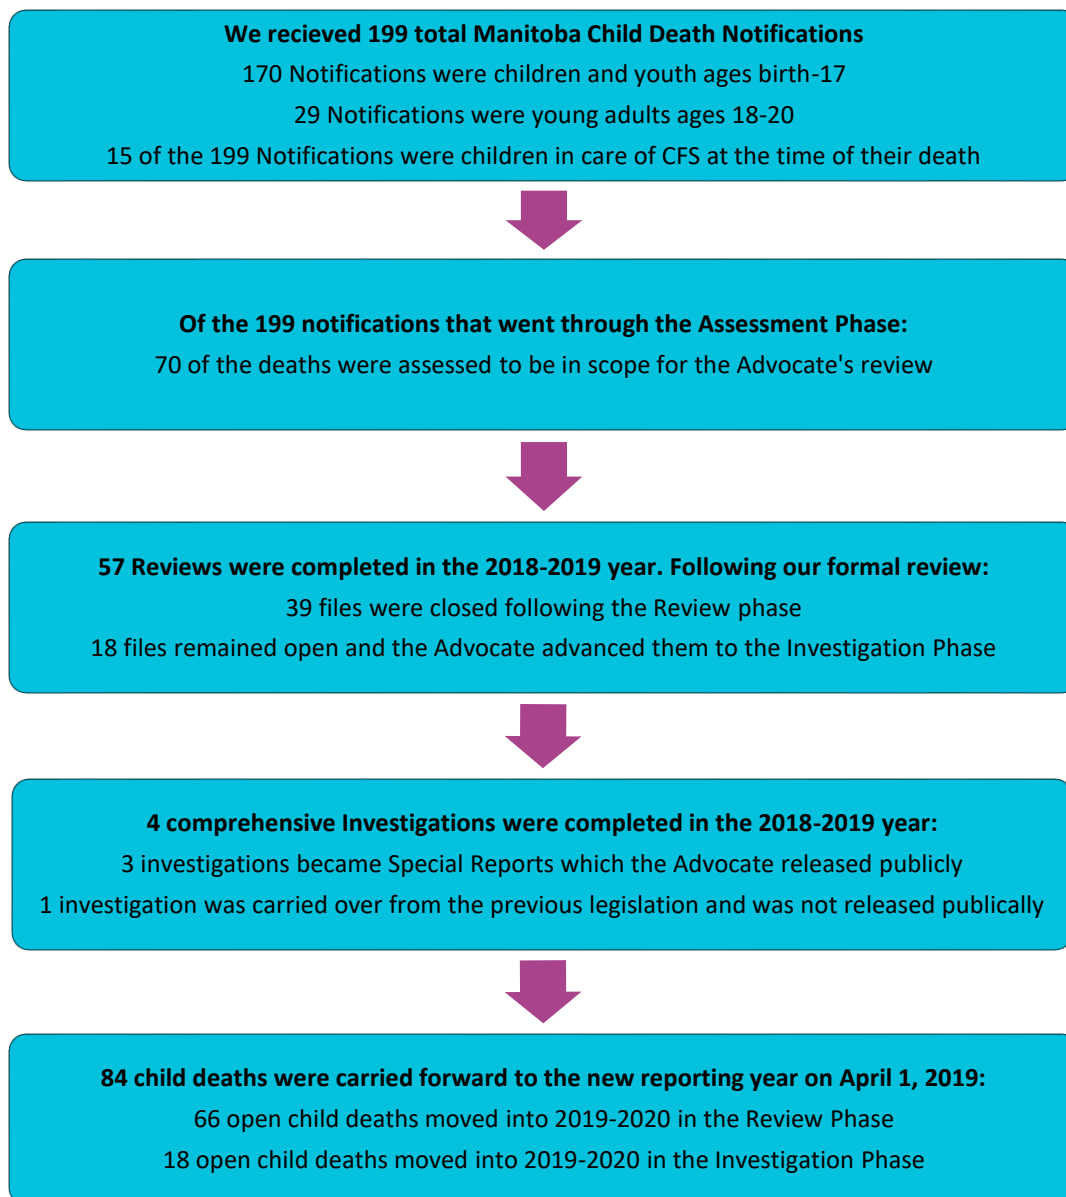 We recieved 199 total Manitoba Child Death Notifications
170 Notifications were children and youth ages birth-17
29 Notifications were young adults ages 18-20
15 of the 199 Notifications were children in care of CFS at the time of their death
Of the 199 notifications that went through the Assessment Phase:
70 of the deaths were assessed to be in scope for the Advocate's review
57 Reviews were completed in the 2018-2019 year. Following our formal review:
39 files were closed following the Review phase
18 files remained open and the Advocate advanced them to the Investigation Phase
4 comprehensive Investigations were completed in the 2018-2019 year:
3 investigations became Special Reports which the Advocate released publicly
1 investigation was carried over from the previous legislation and was not released publically
84 child deaths were carried forward to the new reporting year on April 1, 2019:
66 open child deaths moved into 2019-2020 in the Review Phase
18 open child deaths moved into 2019-2020 in the Investigation Phase